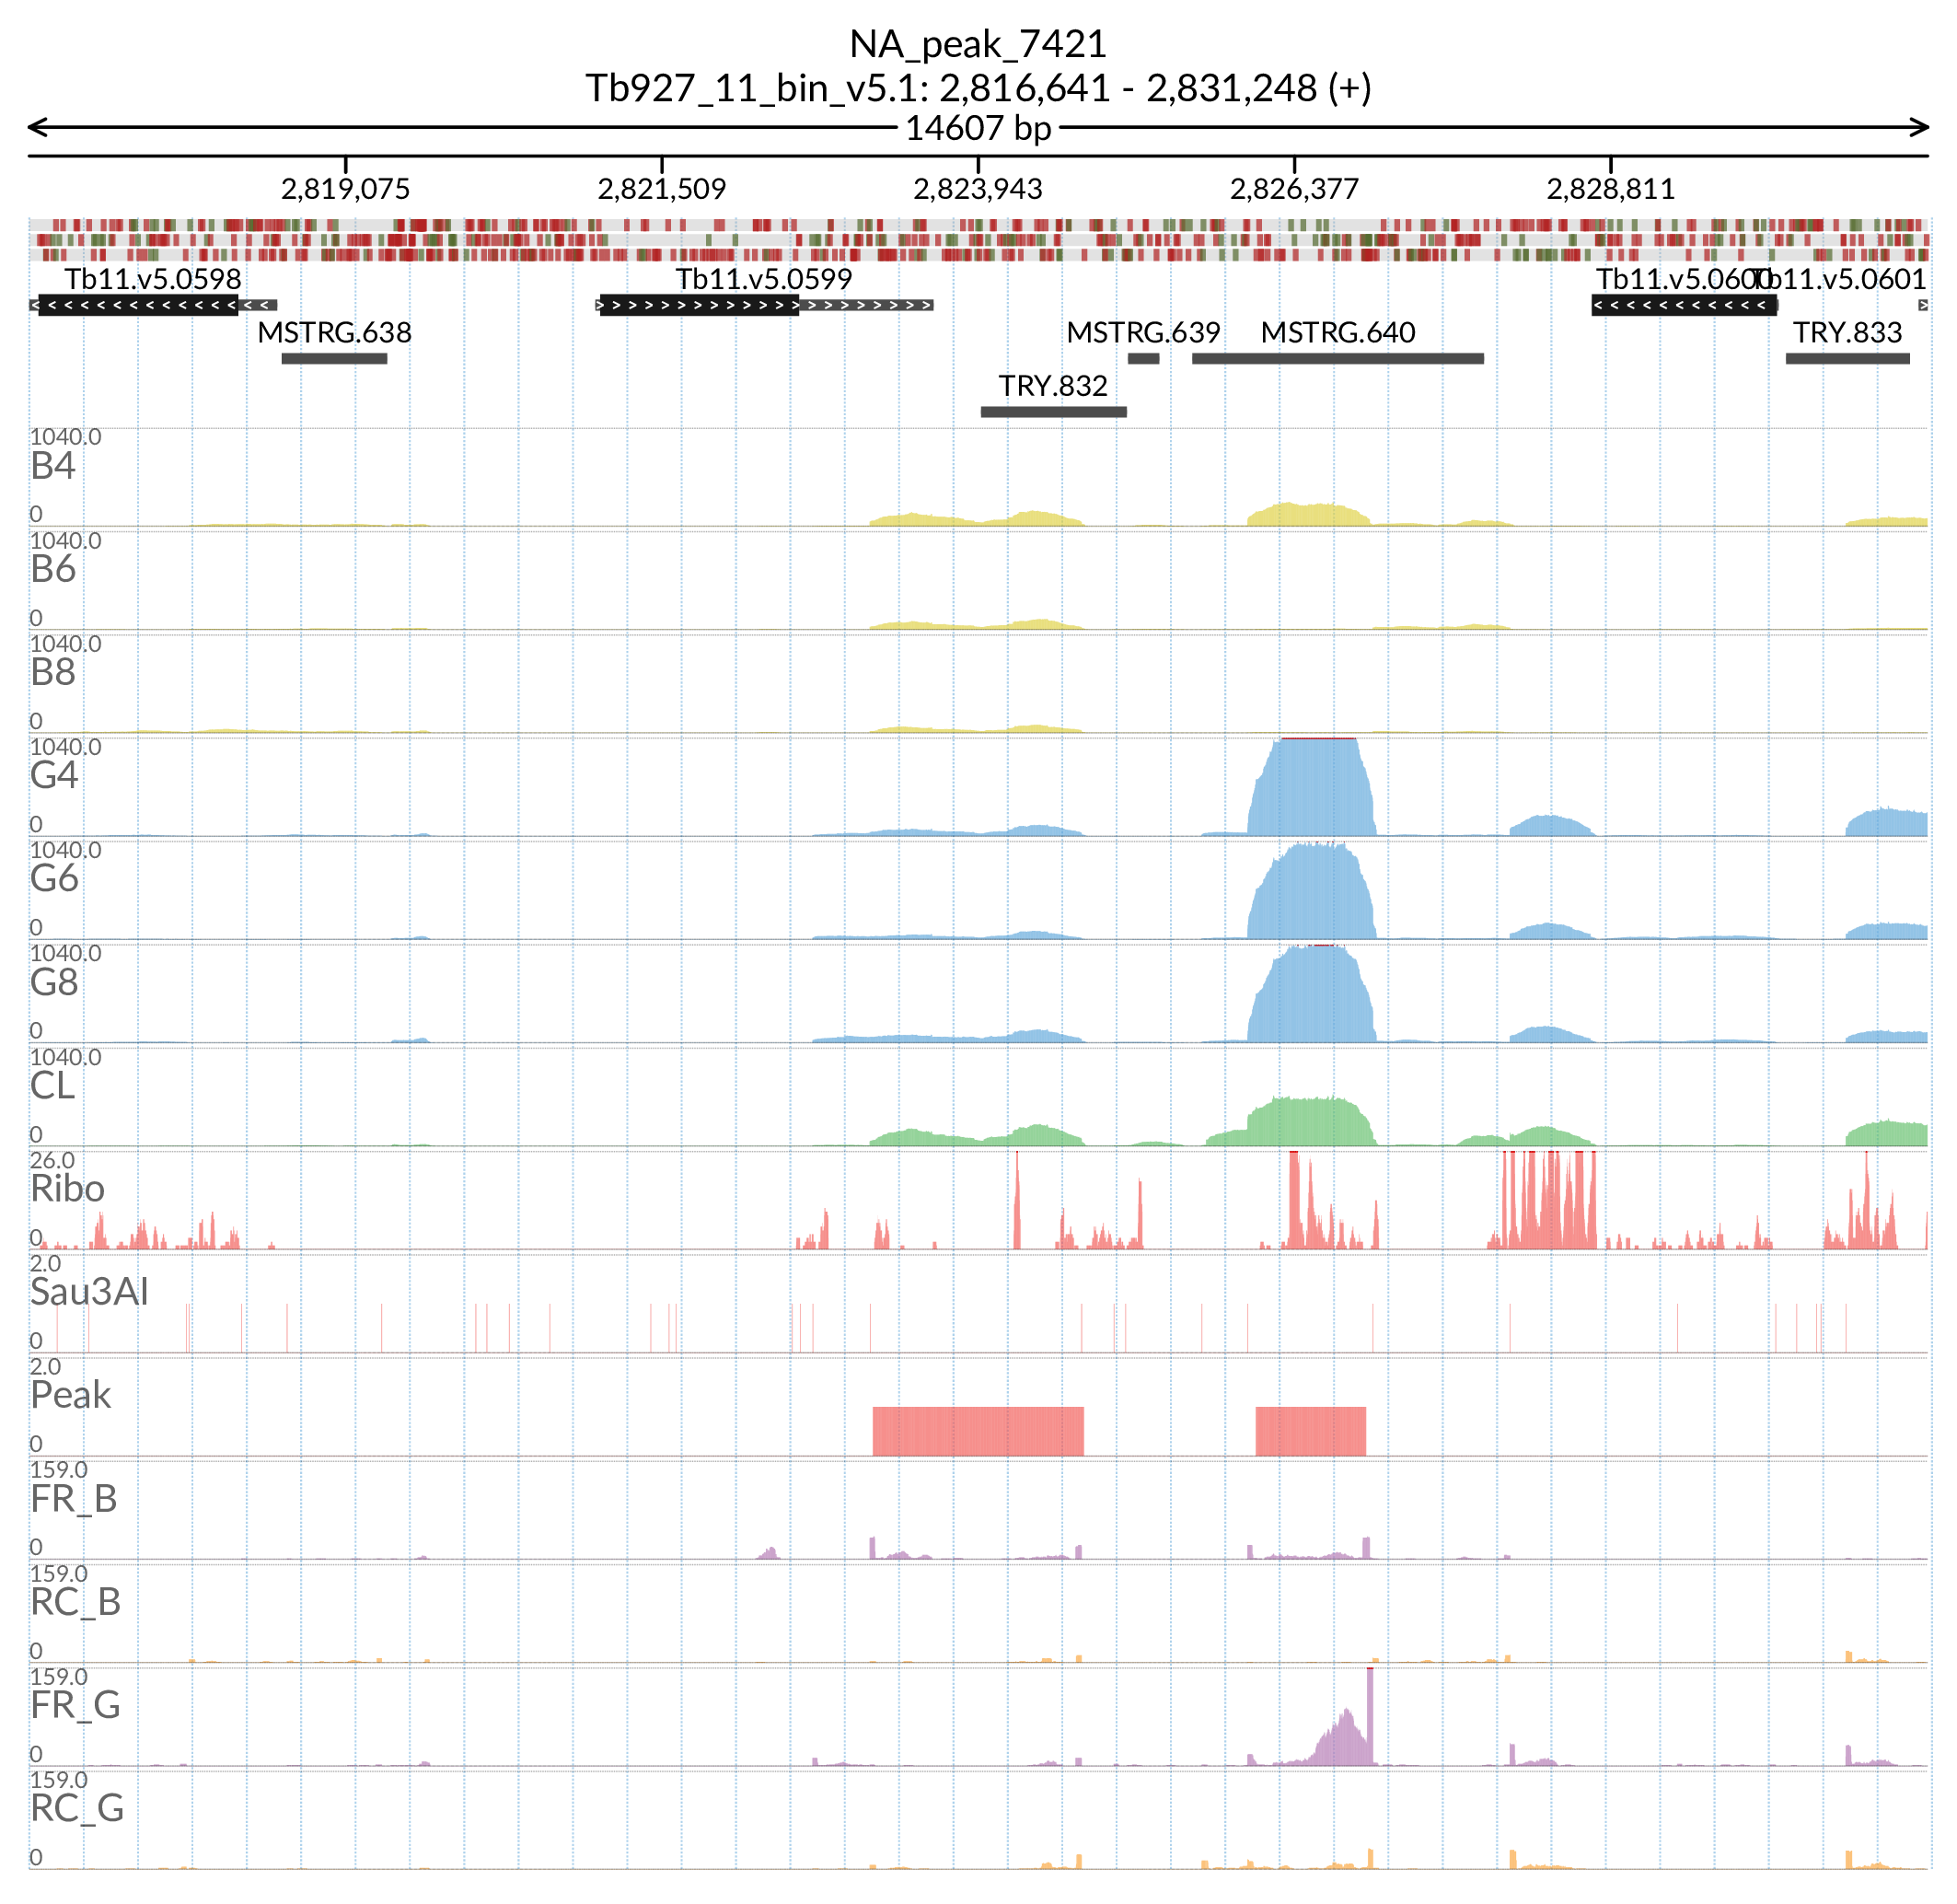 NA_peak_7421
Tb927_11_bin_v5.1: 2,816,641 - 2,831,248 (+)
14607 bp
2,819,075 2,821,509 2,823,943 2,826,377 2,828,811
Tb11.v5.0598 Tb11.v5.0599 Tb11.v5.0600 Tb11.v5.0601
MSTRG.638 MSTRG.639 MSTRG.640 TRY.833
TRY.832
1040.0
B4
0
1040.0
B6
0
1040.0
B8
0
1040.0
G4
0
1040.0
G6
0
1040.0
G8
0
1040.0
CL
0
26.0
Ribo
0
2.0
Sau3AI
0
2.0
Peak
0
159.0
FR_B
0
159.0
RC_B
0
159.0
FR_G
0
159.0
RC_G
0